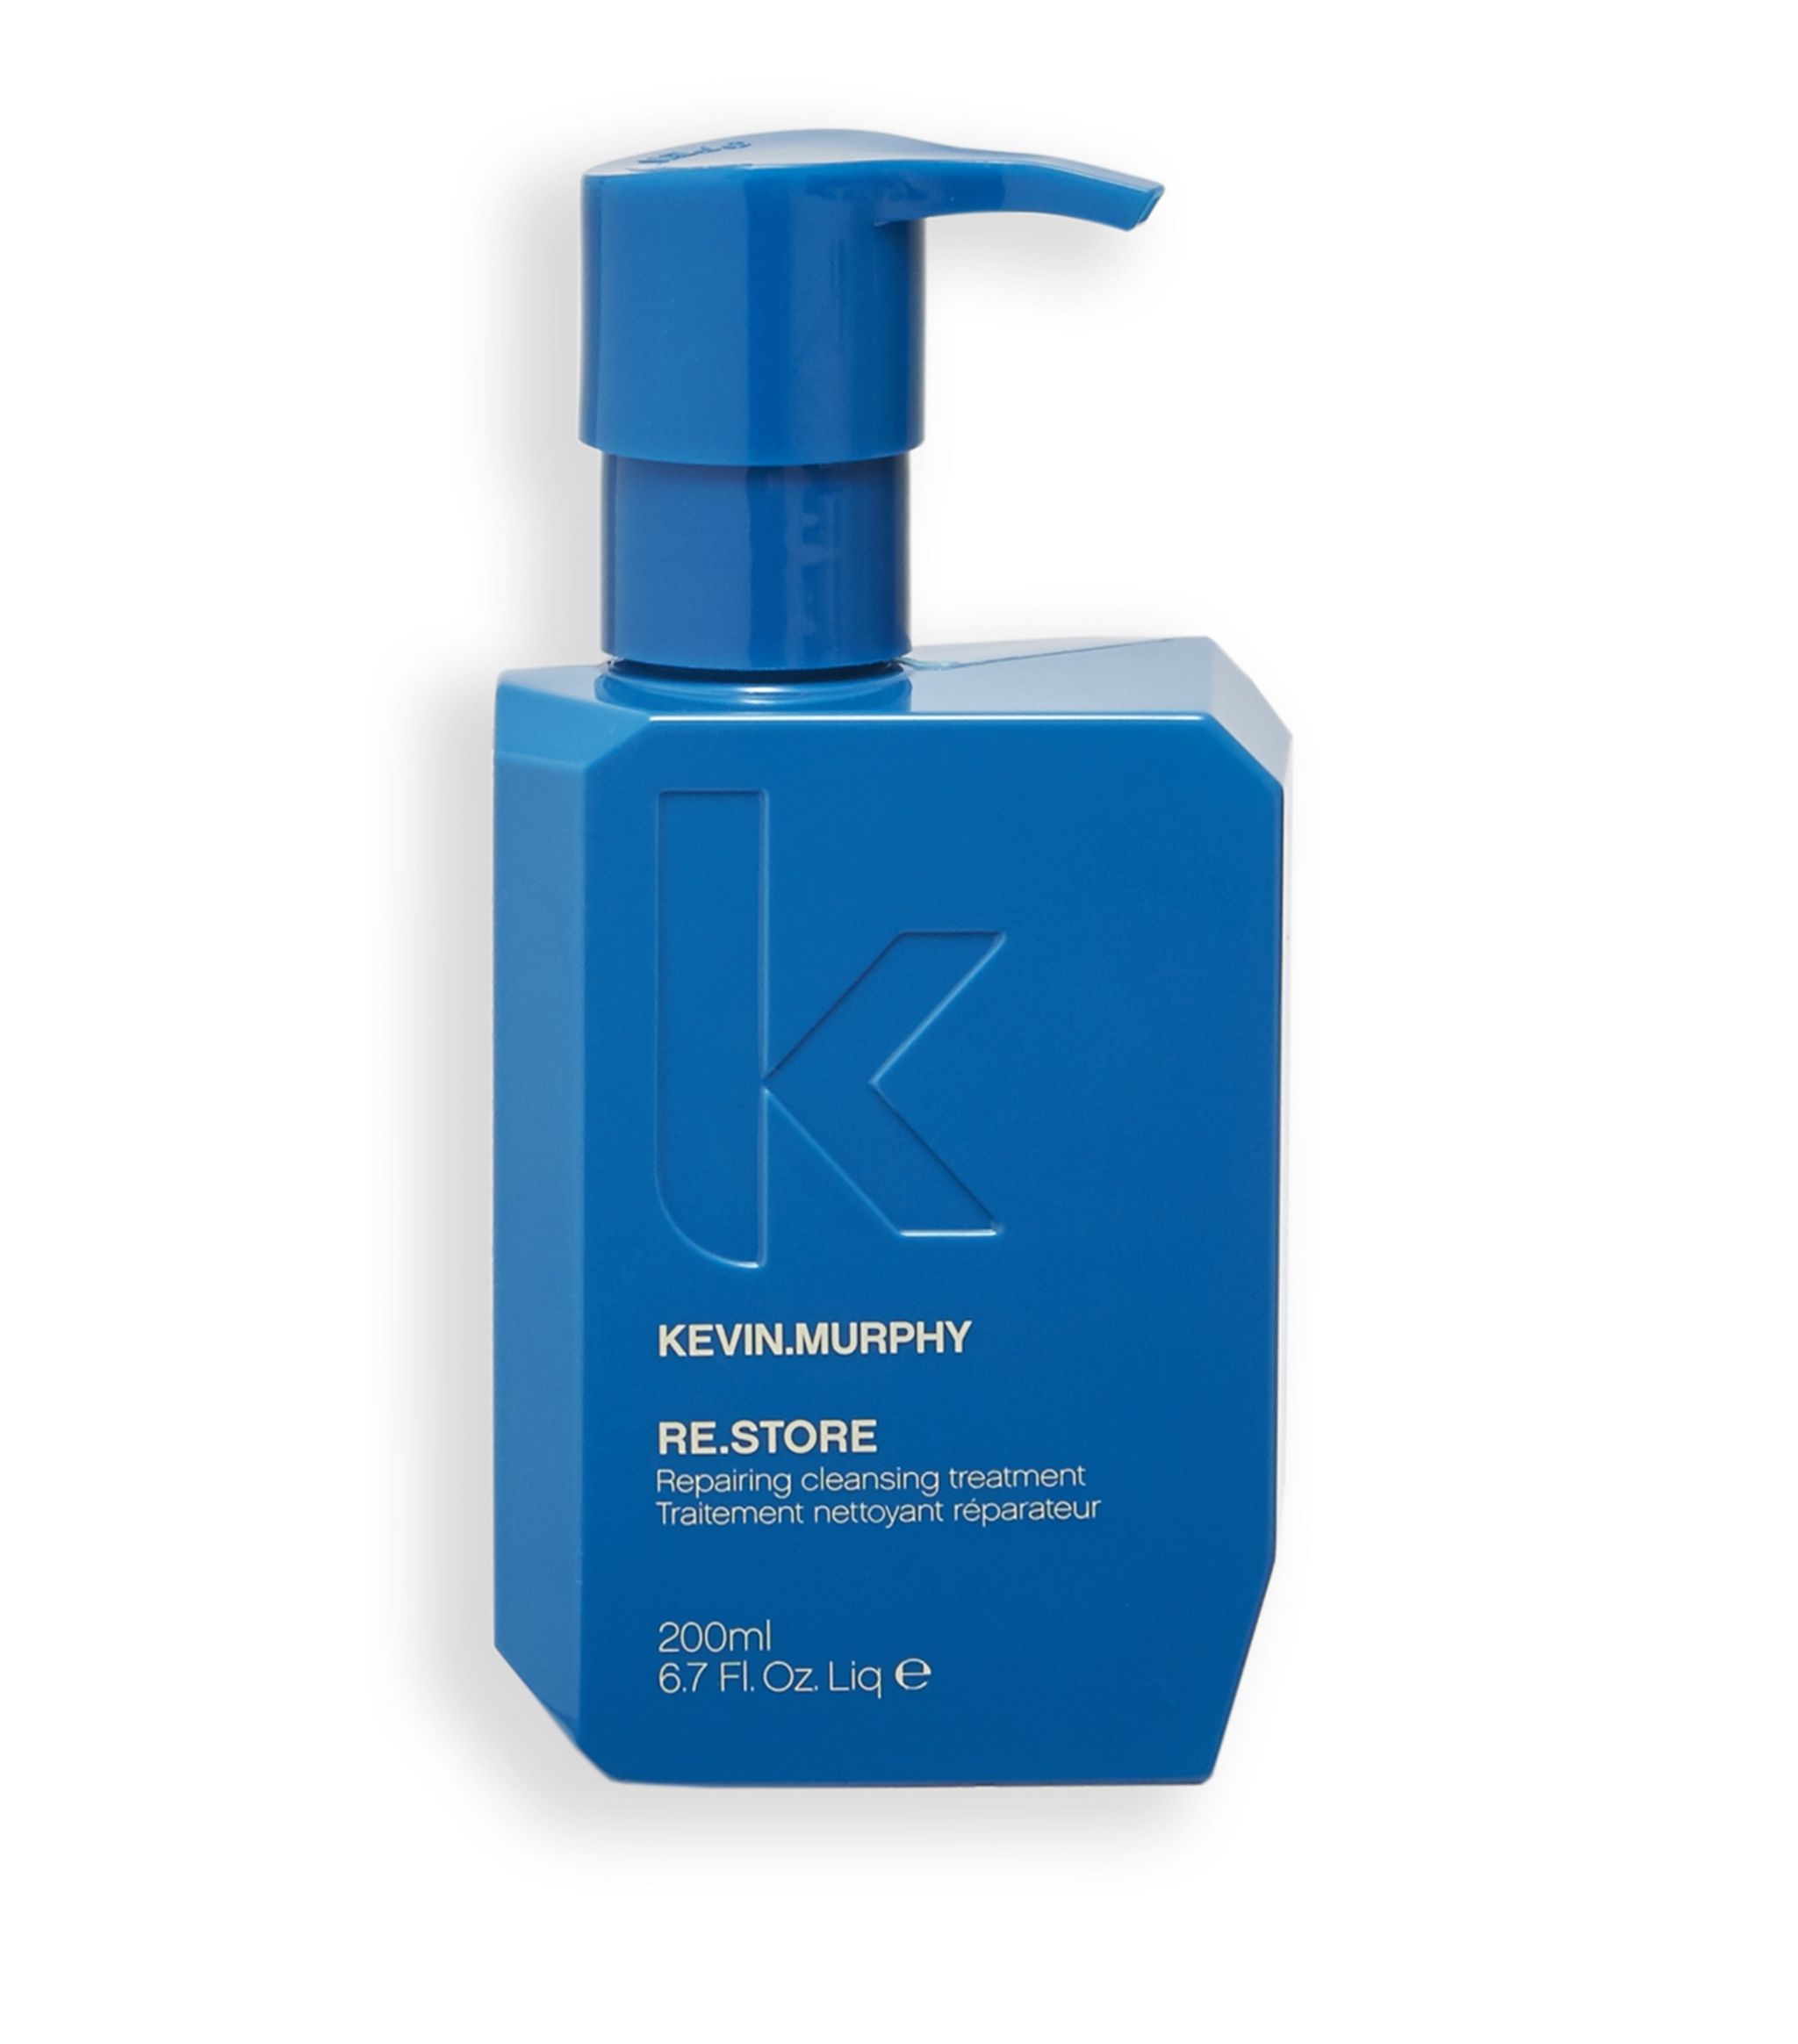 k
KEVIN.MURPHY
RE.STORE
Repairing cleansing treatment
Traitement nettoyant réparateur
200ml
6.7 Fl. Oz. Liq ℮